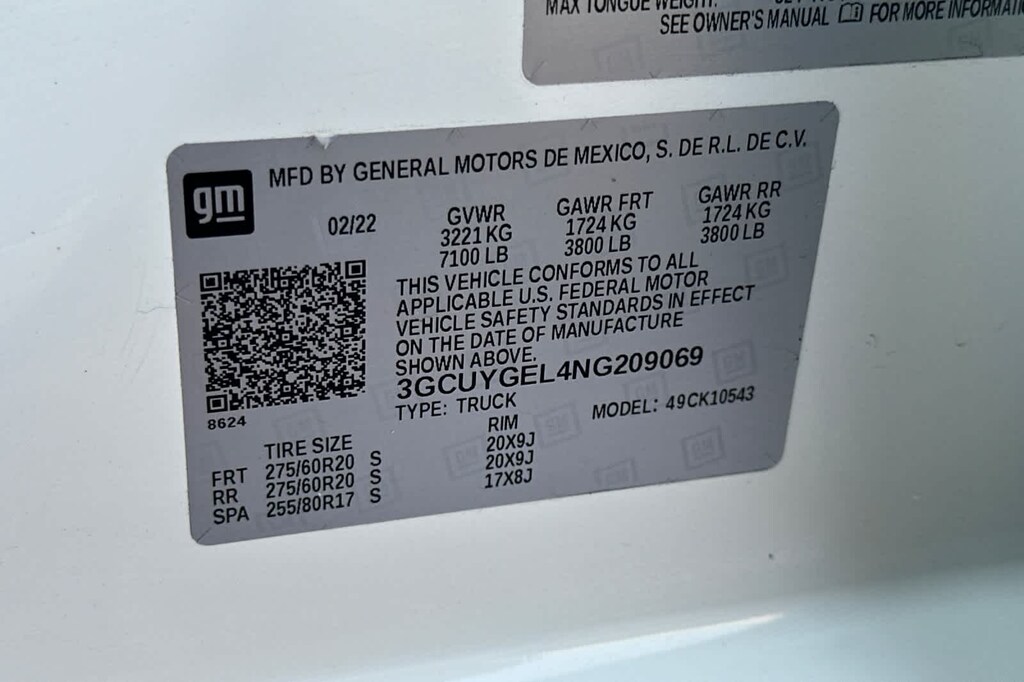 MAX TONGUE WEIGHT:
SEE OWNER'S MANUAL FOR MORE INFORMATI
gm
MFD BY GENERAL MOTORS DE MEXICO, S. DE R.L. DE C.V.
02/22 GVWR GAWR FRT GAWR RR
3221 KG 1724 KG 1724 KG
7100 LB 3800 LB 3800 LB
THIS VEHICLE CONFORMS TO ALL
APPLICABLE U.S. FEDERAL MOTOR
VEHICLE SAFETY STANDARDS IN EFFECT
ON THE DATE OF MANUFACTURE
SHOWN ABOVE.
3GCUYGEL4NG209069
TYPE: TRUCK MODEL: 49CK10543
8624
TIRE SIZE RIM
FRT 275/60R20 S 20X9J
RR 275/60R20 S 20X9J
SPA 255/80R17 S 17X8J